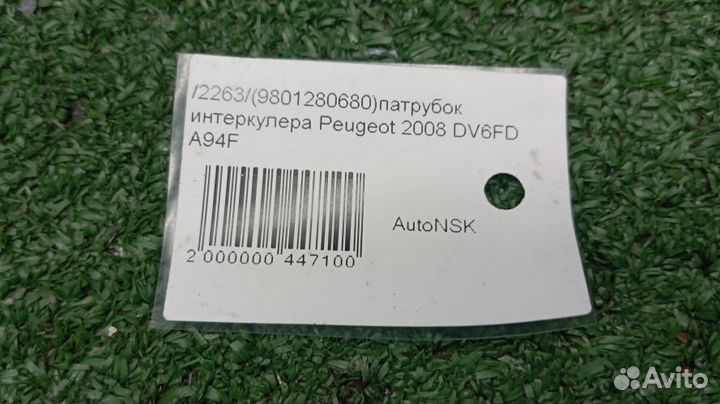 /2263/(9801280680)патрубок
интеркулера Peugeot 2008 DV6FD
A94F
AutoNSK
2 000000 447100
Avito